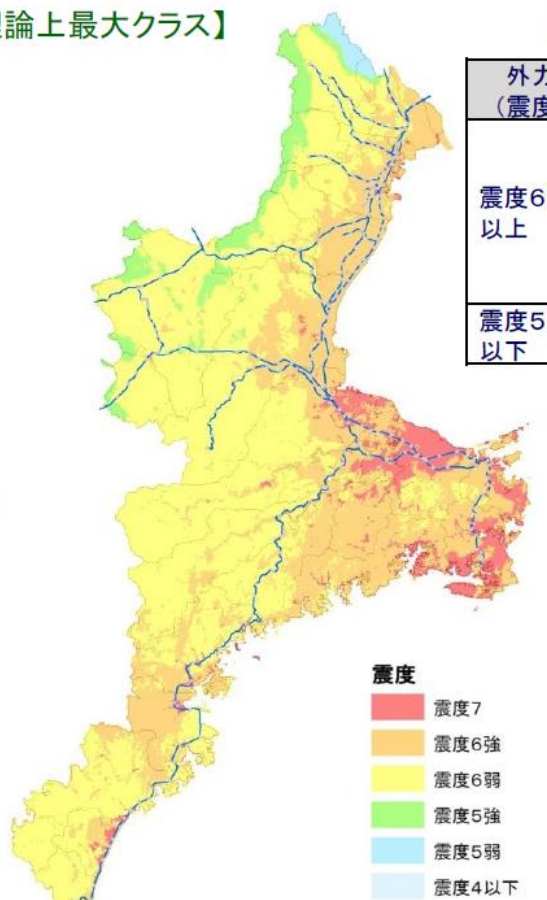 理論上最大クラス】
外力
（震度
震度6
以上
震度5
以下
震度
震度7
震度6強
震度6弱
震度5強
震度5弱
震度4以下